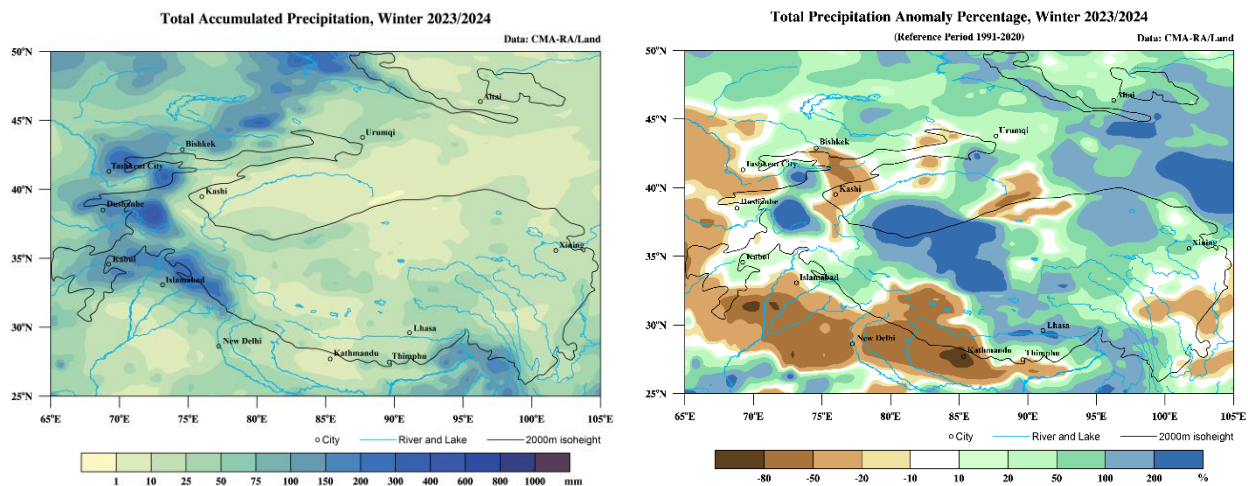 Total Accumulated Precipitation, Winter 2023/2024
Data: CMA-RA/Land
50°N
45°N
40°N
35°N
30°N
25°N
Altai
Urumqi
Bishkek
Tashkent City
Kashi
Dushanbe
Xining
Kabul
Islamabad
Lhasa
New Delhi
Kathmandu
Thimphu
65°E 70°E 75°E 80°E 85°E 90°E 95°E 100°E 105°E
City River and Lake 2000m isoheight
1 10 25 50 75 100 150 200 300 400 600 800 1000 mm
Total Precipitation Anomaly Percentage, Winter 2023/2024
(Reference Period 1991-2020)
Data: CMA-RA/Land
50°N
45°N
40°N
35°N
30°N
25°N
Altai
Urumqi
Bishkek
Tashkent City
Kashi
Dushanbe
Xining
Kabul
Islamabad
Lhasa
New Delhi
Kathmandu
Thimphu
65°E 70°E 75°E 80°E 85°E 90°E 95°E 100°E 105°E
City River and Lake 2000m isoheight
-80 -50 -20 -10 10 20 50 100 200 %